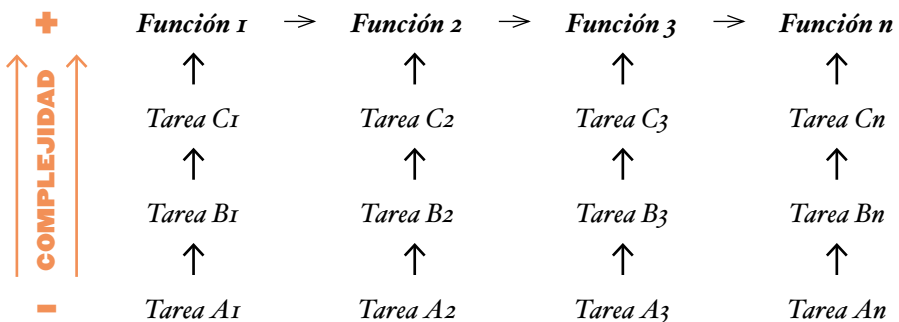 + Función 1 → Función 2 → Función 3 → Función n
↑ ↑ ↑ ↑
COMPLEJIDAD
Tarea C1 Tarea C2 Tarea C3 Tarea Cn
↑ ↑ ↑ ↑
Tarea B1 Tarea B2 Tarea B3 Tarea Bn
↑ ↑ ↑ ↑
– Tarea A1 Tarea A2 Tarea A3 Tarea An